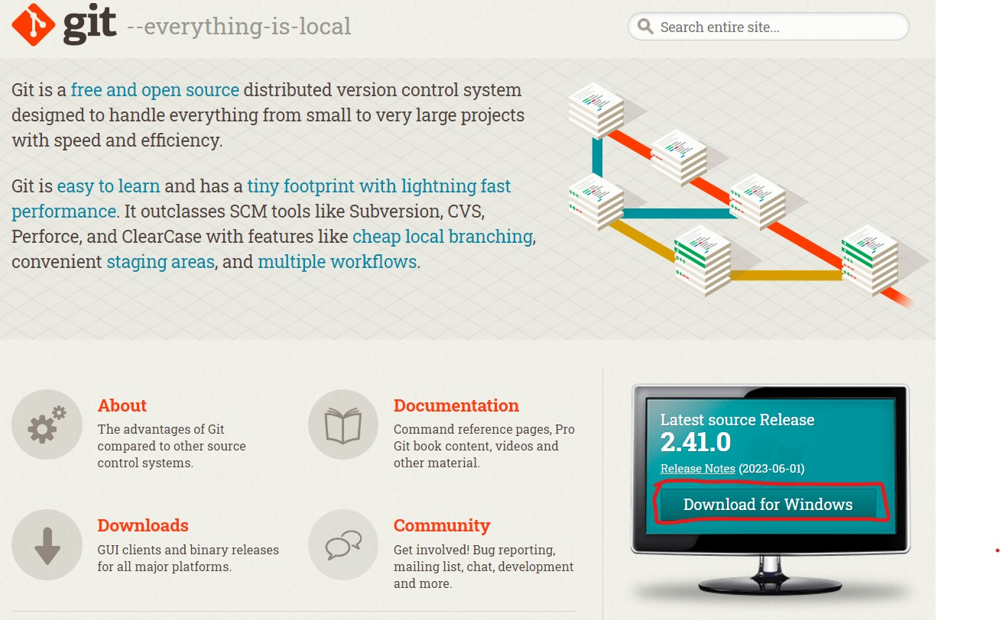 git --everything-is-local
Search entire site...
Git is a free and open source distributed version control system
designed to handle everything from small to very large projects
with speed and efficiency.
Git is easy to learn and has a tiny footprint with lightning fast
performance. It outclasses SCM tools like Subversion, CVS,
Perforce, and ClearCase with features like cheap local branching,
convenient staging areas, and multiple workflows.
About
The advantages of Git
compared to other source
control systems.
Documentation
Command reference pages, Pro
Git book content, videos and
other material.
Downloads
GUI clients and binary releases
for all major platforms.
Community
Get involved! Bug reporting,
mailing list, chat, development
and more.
Latest source Release
2.41.0
Release Notes (2023-06-01)
Download for Windows